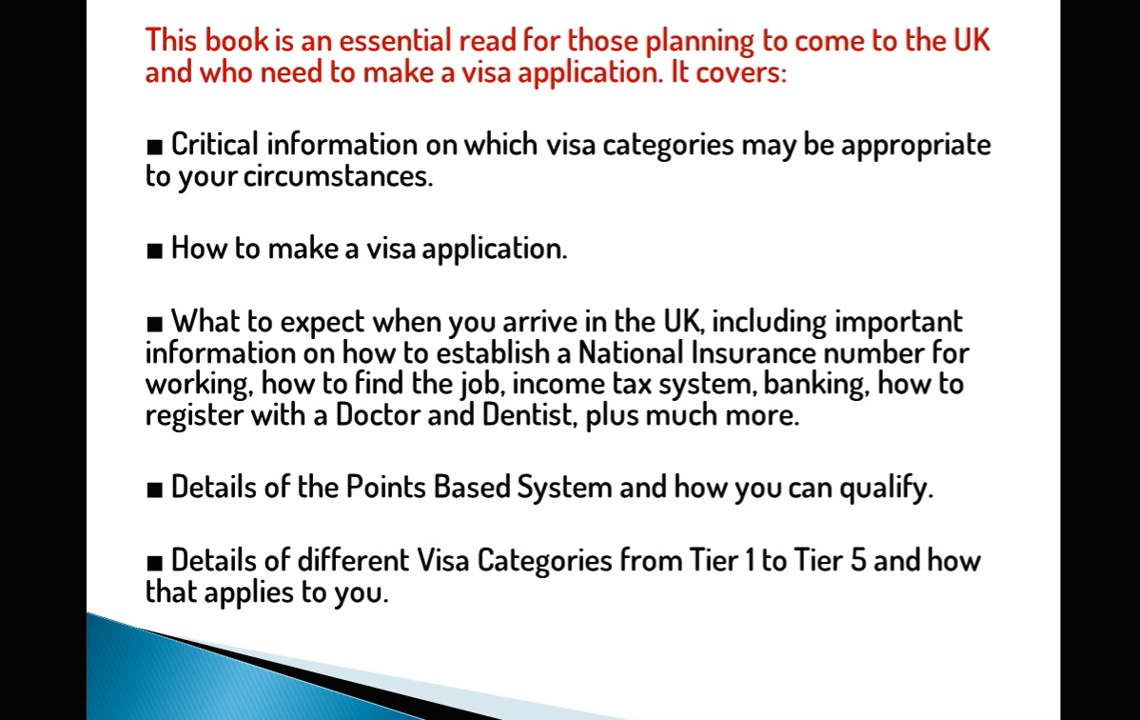 This book is an essential read for those planning to come to the UK
and who need to make a visa application. It covers:
■ Critical information on which visa categories may be appropriate
to your circumstances.
■ How to make a visa application.
■ What to expect when you arrive in the UK, including important
information on how to establish a National Insurance number for
working, how to find the job, income tax system, banking, how to
register with a Doctor and Dentist, plus much more.
■ Details of the Points Based System and how you can qualify.
■ Details of different Visa Categories from Tier 1 to Tier 5 and how
that applies to you.